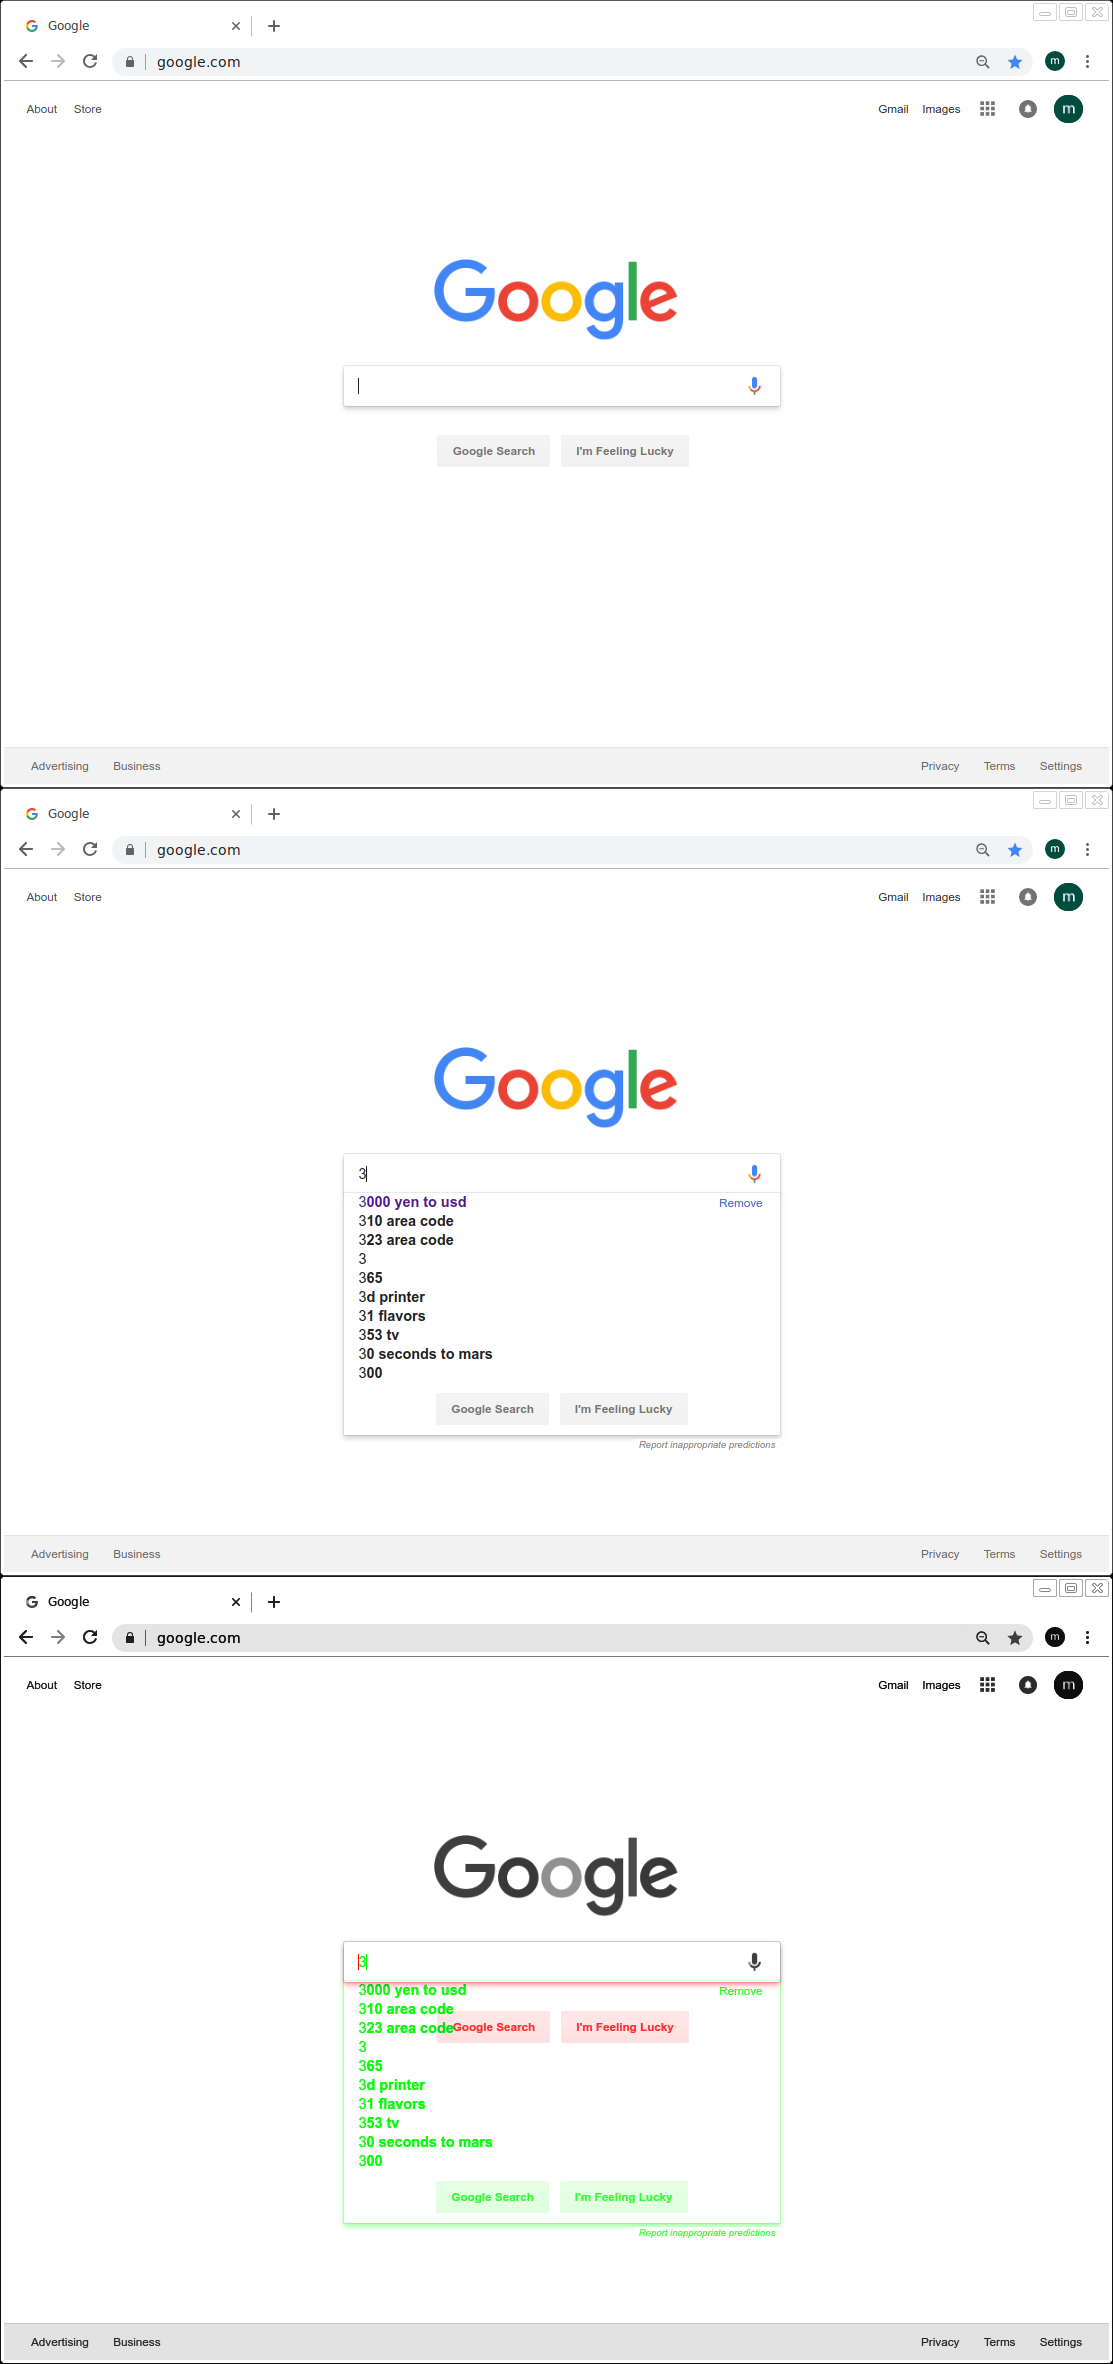 Google
google.com
m
About Store Gmail Images m
Google
Google Search I'm Feeling Lucky
Advertising Business Privacy Terms Settings
Google
google.com
m
About Store Gmail Images m
Google
3
3000 yen to usd Remove
310 area code
323 area code
3
365
3d printer
31 flavors
353 tv
30 seconds to mars
300
Google Search I'm Feeling Lucky
Report inappropriate predictions
Advertising Business Privacy Terms Settings
Google
google.com
m
About Store Gmail Images m
Google
3
3000 yen to usd Remove
310 area code
323 area code Google Search I'm Feeling Lucky
3
365
3d printer
31 flavors
353 tv
30 seconds to mars
300
Google Search I'm Feeling Lucky
Report inappropriate predictions
Advertising Business Privacy Terms Settings